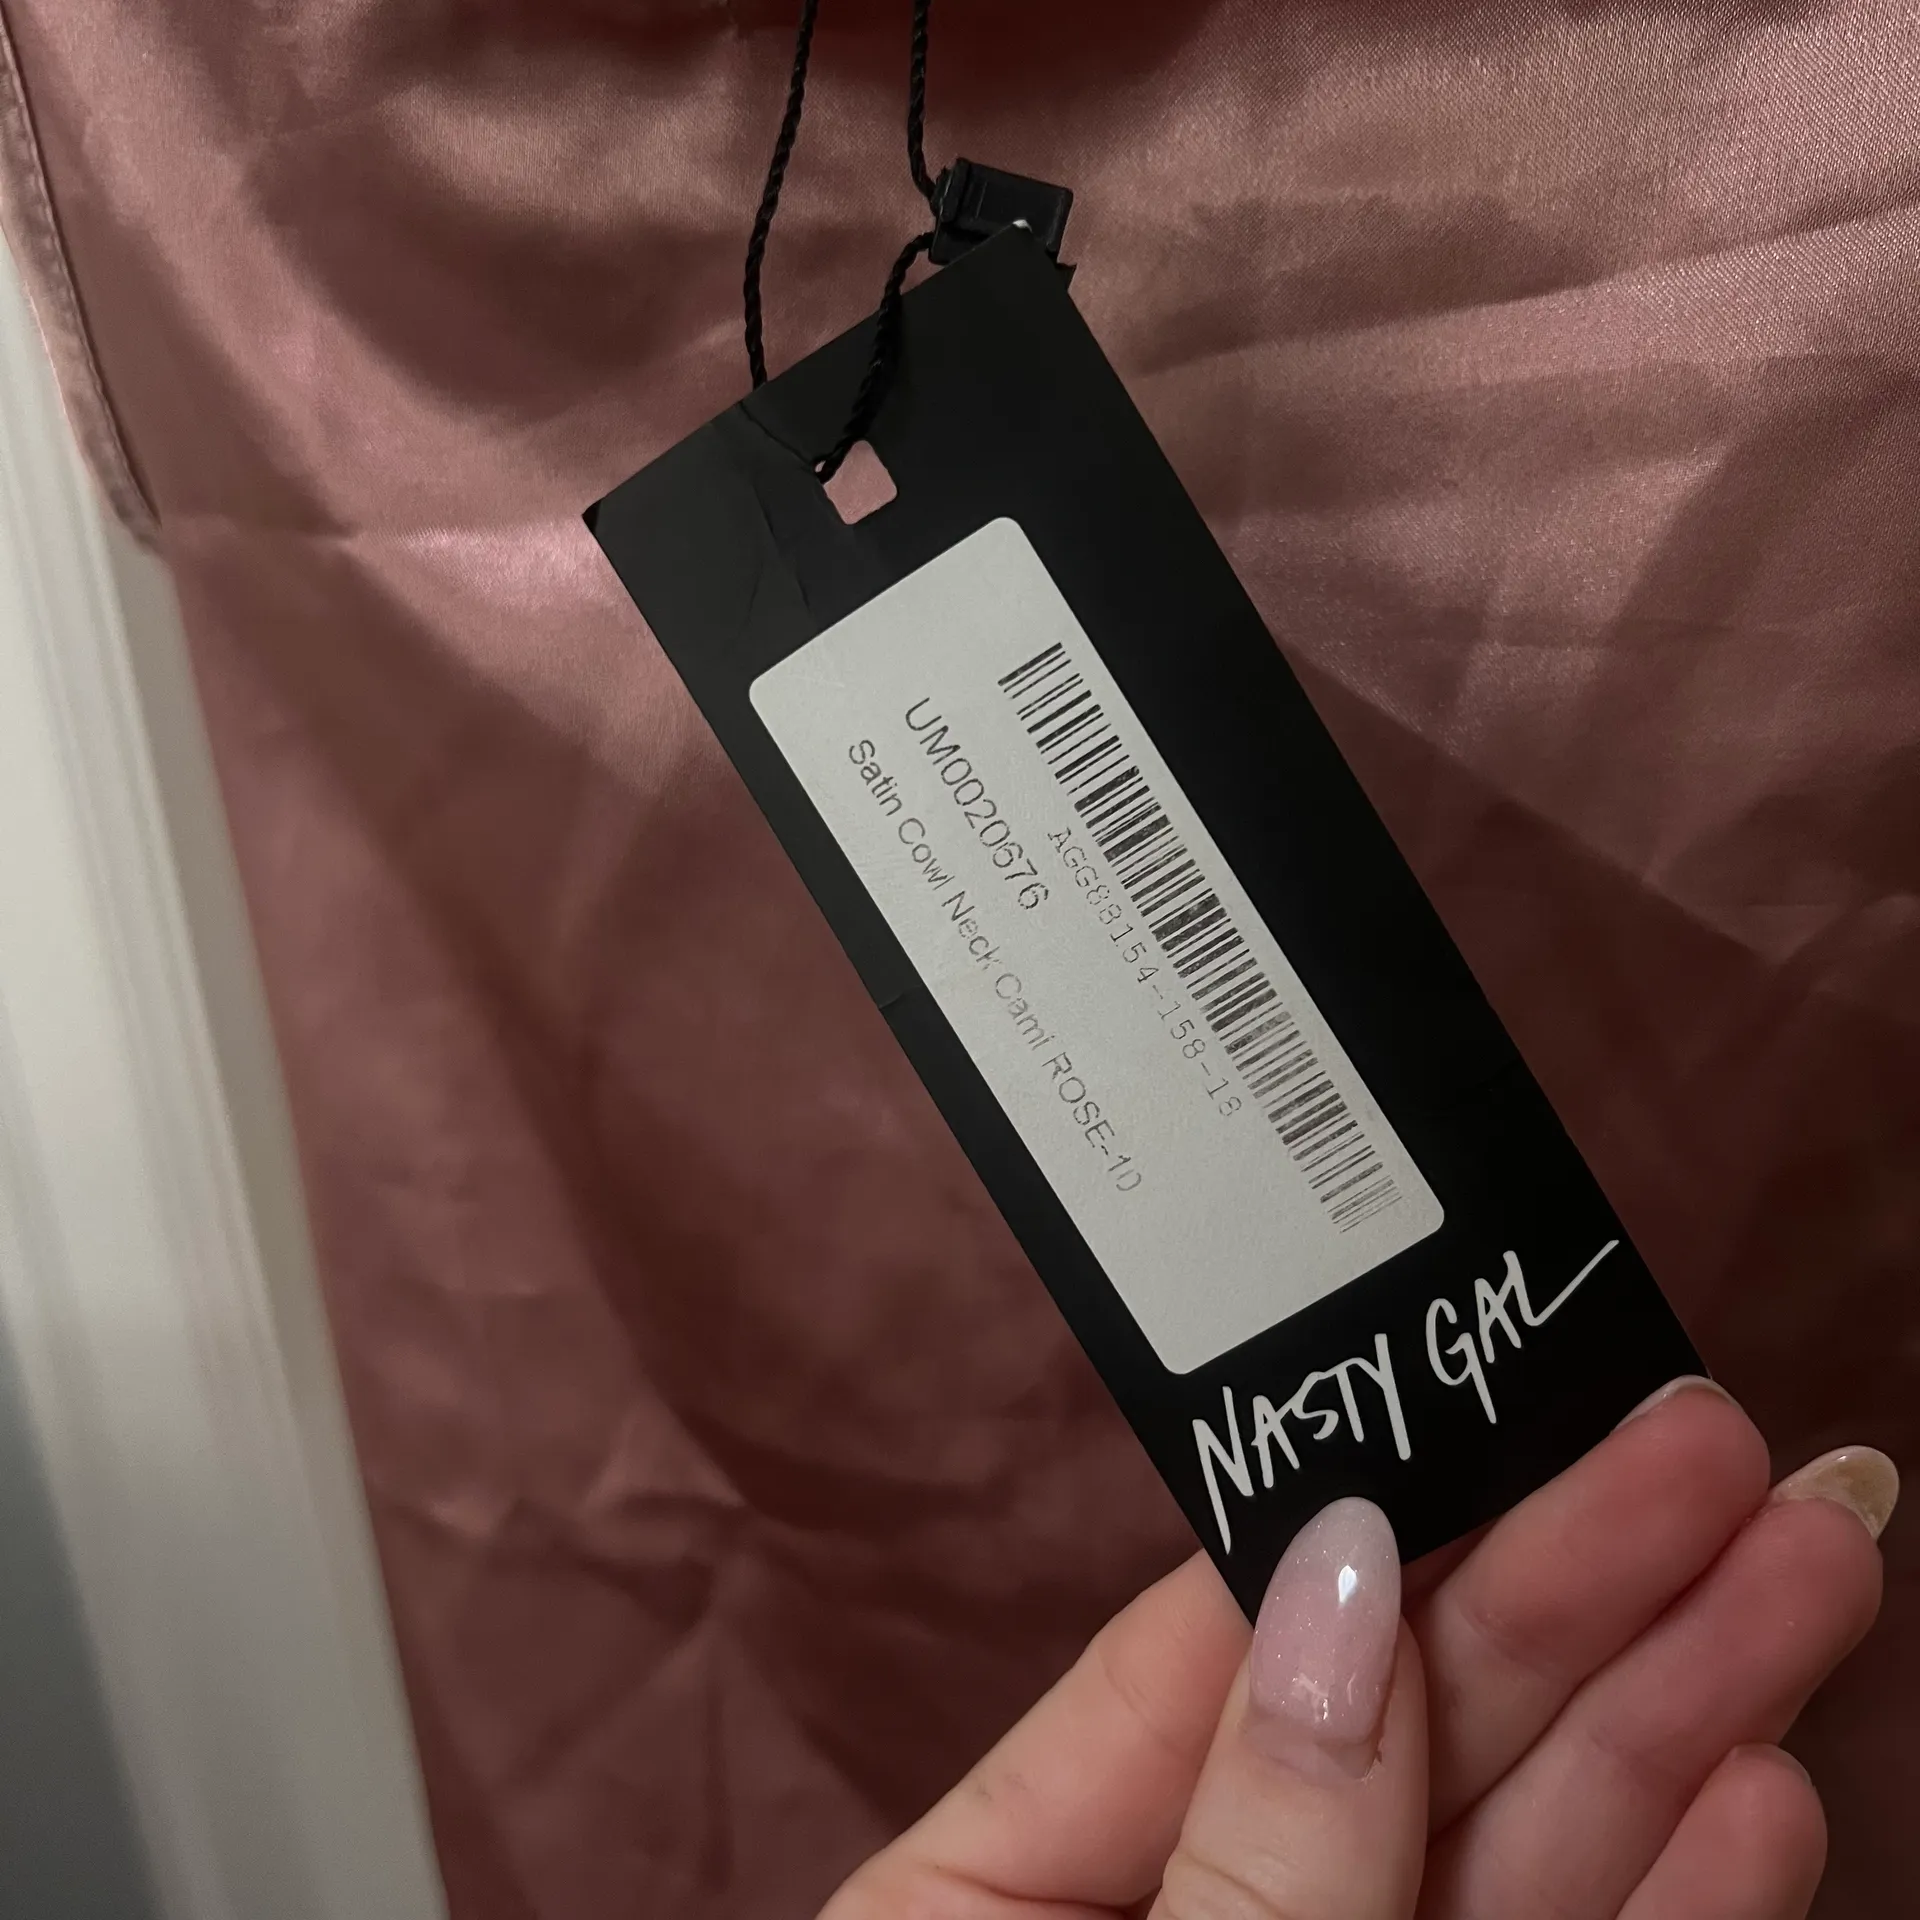 AGG88154-158-18
UM0020676
Satin Cowl Neck Cami ROSE-10
NASTY GAL